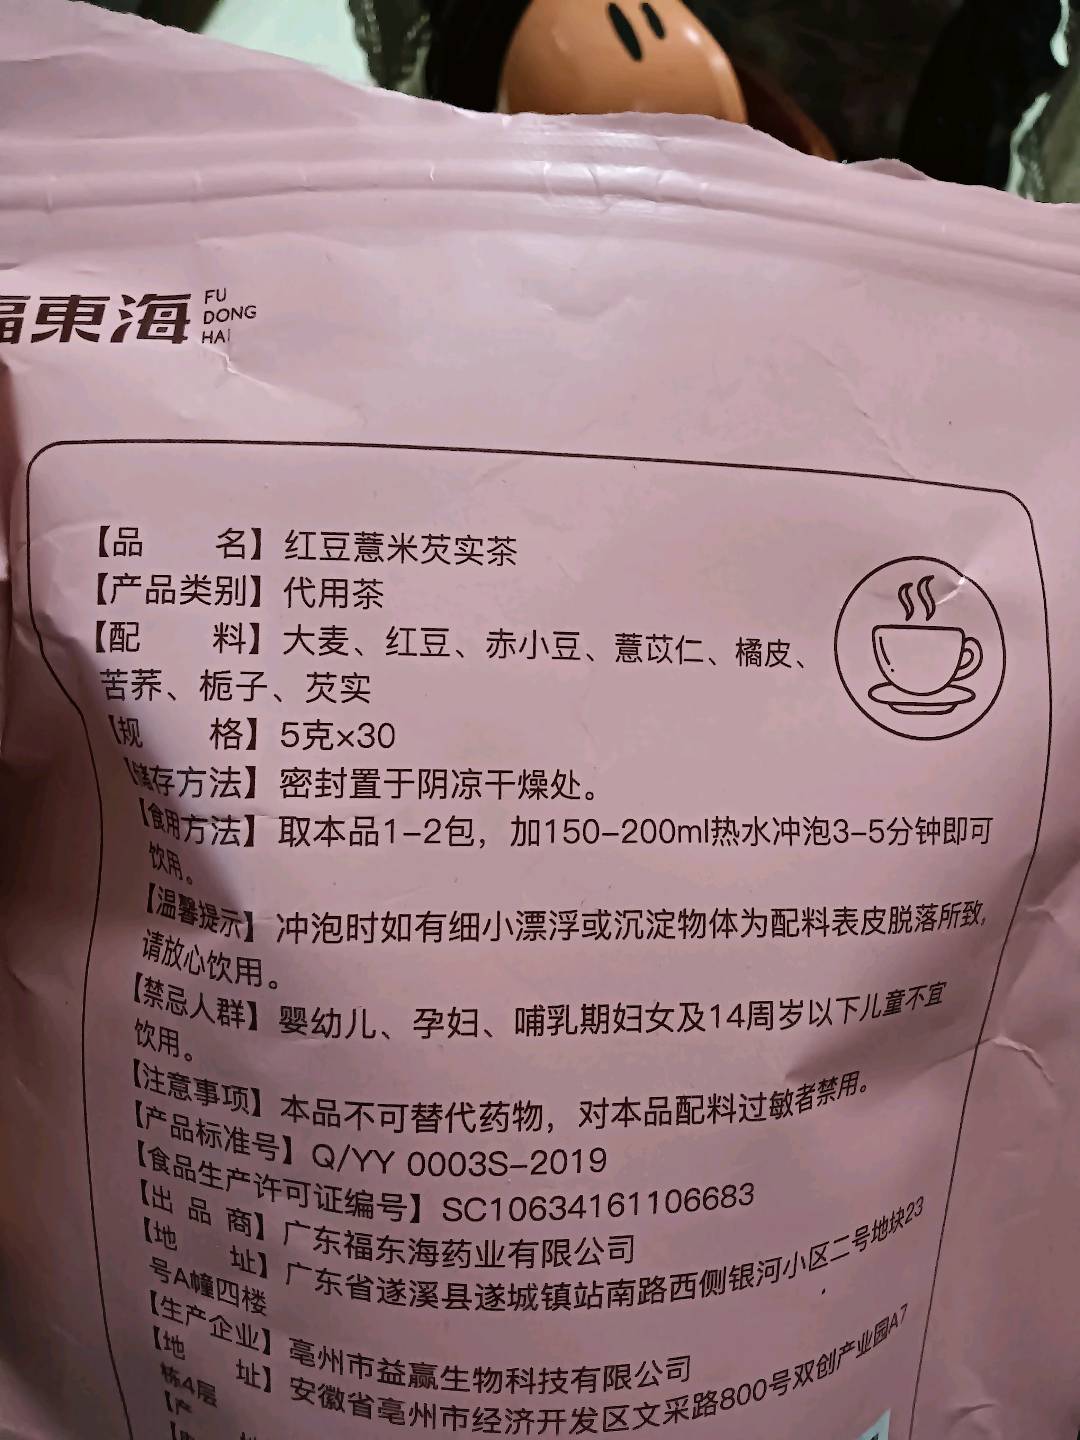 福東海
FU
DONG
HAI
【品 名】红豆薏米芡实茶
【产品类别】代用茶
【配 料】大麦、红豆、赤小豆、薏苡仁、橘皮、
苦荞、栀子、芡实
【规 格】5克×30
【储存方法】密封置于阴凉干燥处。
【食用方法】取本品1-2包，加150-200ml热水冲泡3-5分钟即可
饮用。
【温馨提示】冲泡时如有细小漂浮或沉淀物体为配料表皮脱落所致,
请放心饮用。
【禁忌人群】婴幼儿、孕妇、哺乳期妇女及14周岁以下儿童不宜
饮用。
【注意事项】本品不可替代药物，对本品配料过敏者禁用。
【产品标准号】Q/YY 0003S-2019
【食品生产许可证编号】SC10634161106683
【出 品 商】广东福东海药业有限公司
【地 址】广东省遂溪县遂城镇站南路西侧银河小区二号地块23
号A幢四楼
【生产企业】亳州市益赢生物科技有限公司
【地 址】安徽省亳州市经济开发区文采路800号双创产业园A7
栋4层
【产